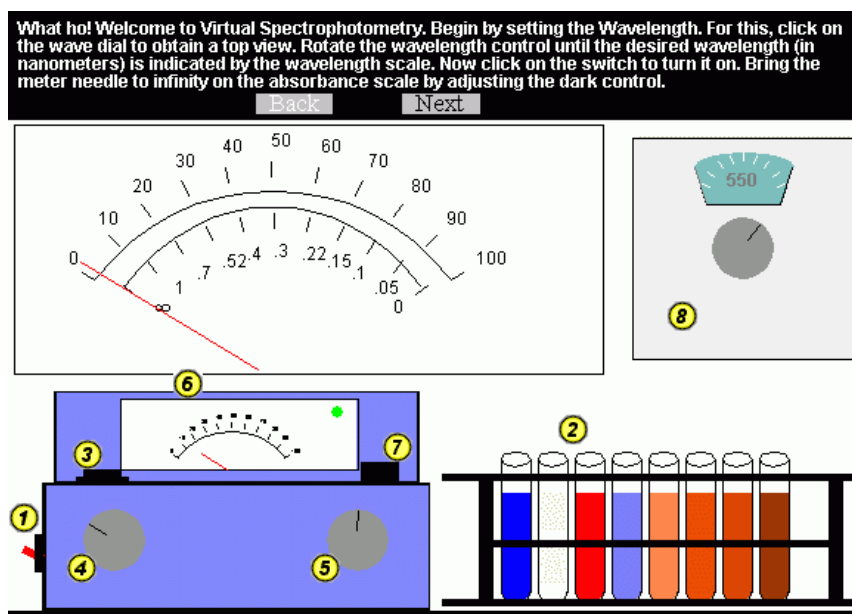 What ho! Welcome to Virtual Spectrophotometry. Begin by setting the Wavelength. For this, click on
the wave dial to obtain a top view. Rotate the wavelength control until the desired wavelength (in
nanometers) is indicated by the wavelength scale. Now click on the switch to turn it on. Bring the
meter needle to infinity on the absorbance scale by adjusting the dark control.
Back Next
0 10 20 30 40 50 60 70 80 90 100
∞ 1 .7 .52 .4 .3 .22 .15 .1 .05 0
550
8
6
3
7
2
1
4
5